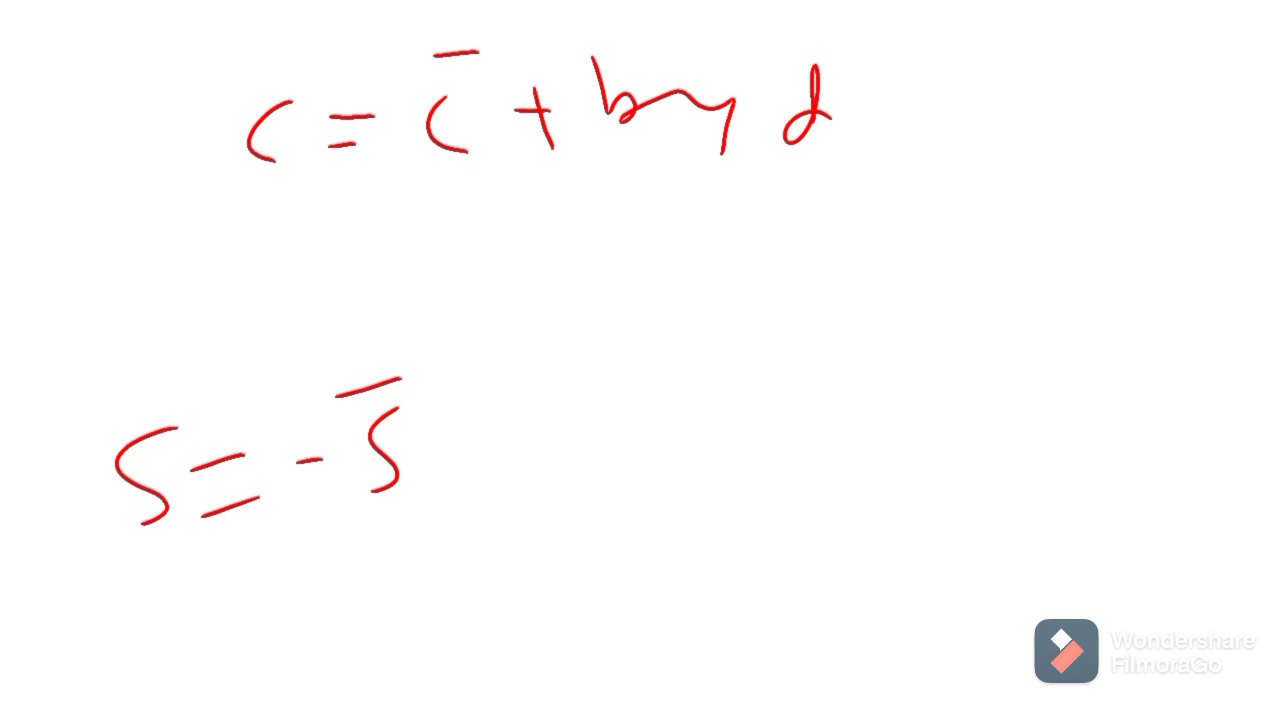 c = c̅ + by d
S = - S̅
Wondershare
FilmoraGo